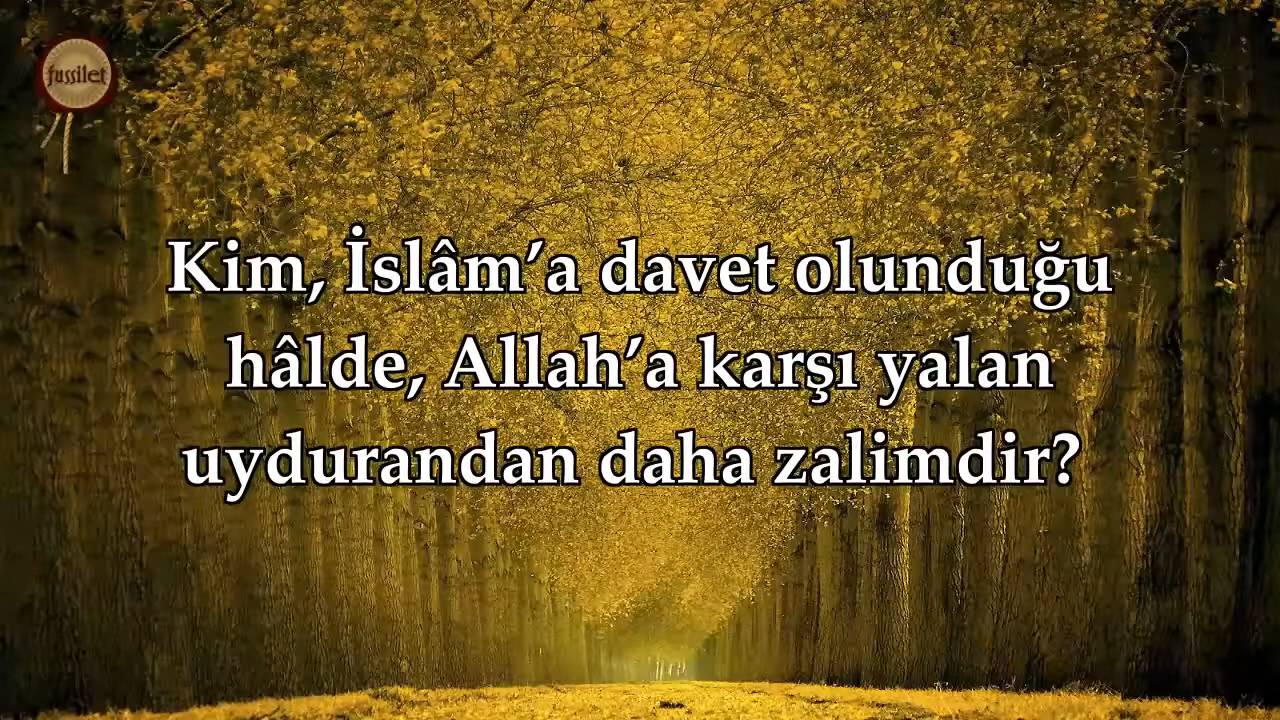 fussilet
Kim, İslâm’a davet olunduğu
hâlde, Allah’a karşı yalan
uydurandan daha zalimdir?